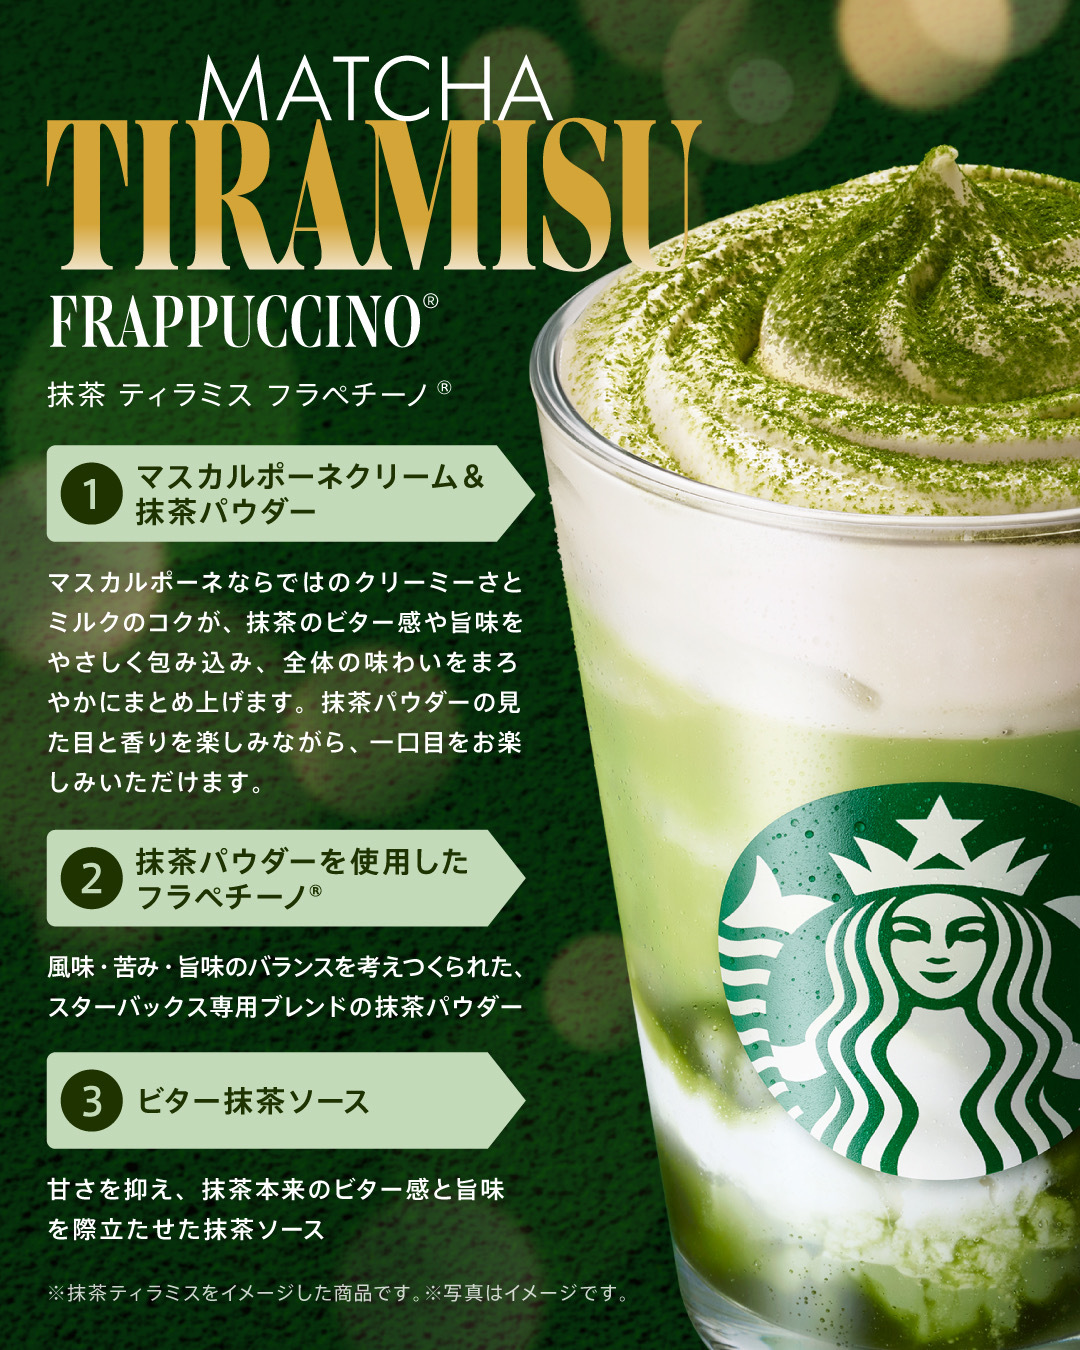 MATCHA
TIRAMISU
FRAPPUCCINO®
抹茶 ティラミス フラペチーノ®
1 マスカルポーネクリーム&
抹茶パウダー
マスカルポーネならではのクリーミーさと
ミルクのコクが、抹茶のビター感や旨味を
やさしく包み込み、全体の味わいをまろ
やかにまとめ上げます。抹茶パウダーの見
た目と香りを楽しみながら、一口目をお楽
しみいただけます。
2 抹茶パウダーを使用した
フラペチーノ®
風味・苦み・旨味のバランスを考えつくられた、
スターバックス専用ブレンドの抹茶パウダー
3 ビター抹茶ソース
甘さを抑え、抹茶本来のビター感と旨味
を際立たせた抹茶ソース
※抹茶ティラミスをイメージした商品です。※写真はイメージです。